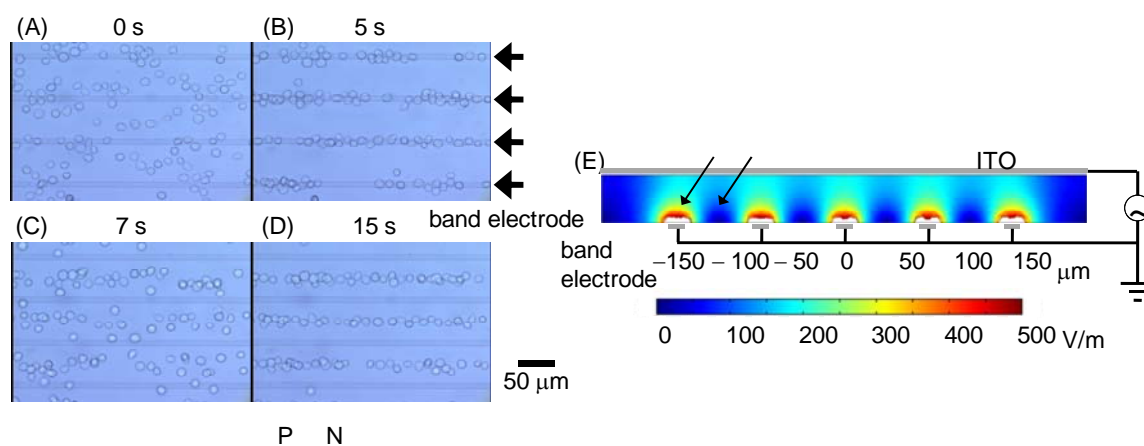 (A) 0 s (B) 5 s
(E) ITO
band electrode
(C) 7 s (D) 15 s
band
electrode
−150 − 100 − 50 0 50 100 150 μm
0 100 200 300 400 500 V/m
50 μm
P N